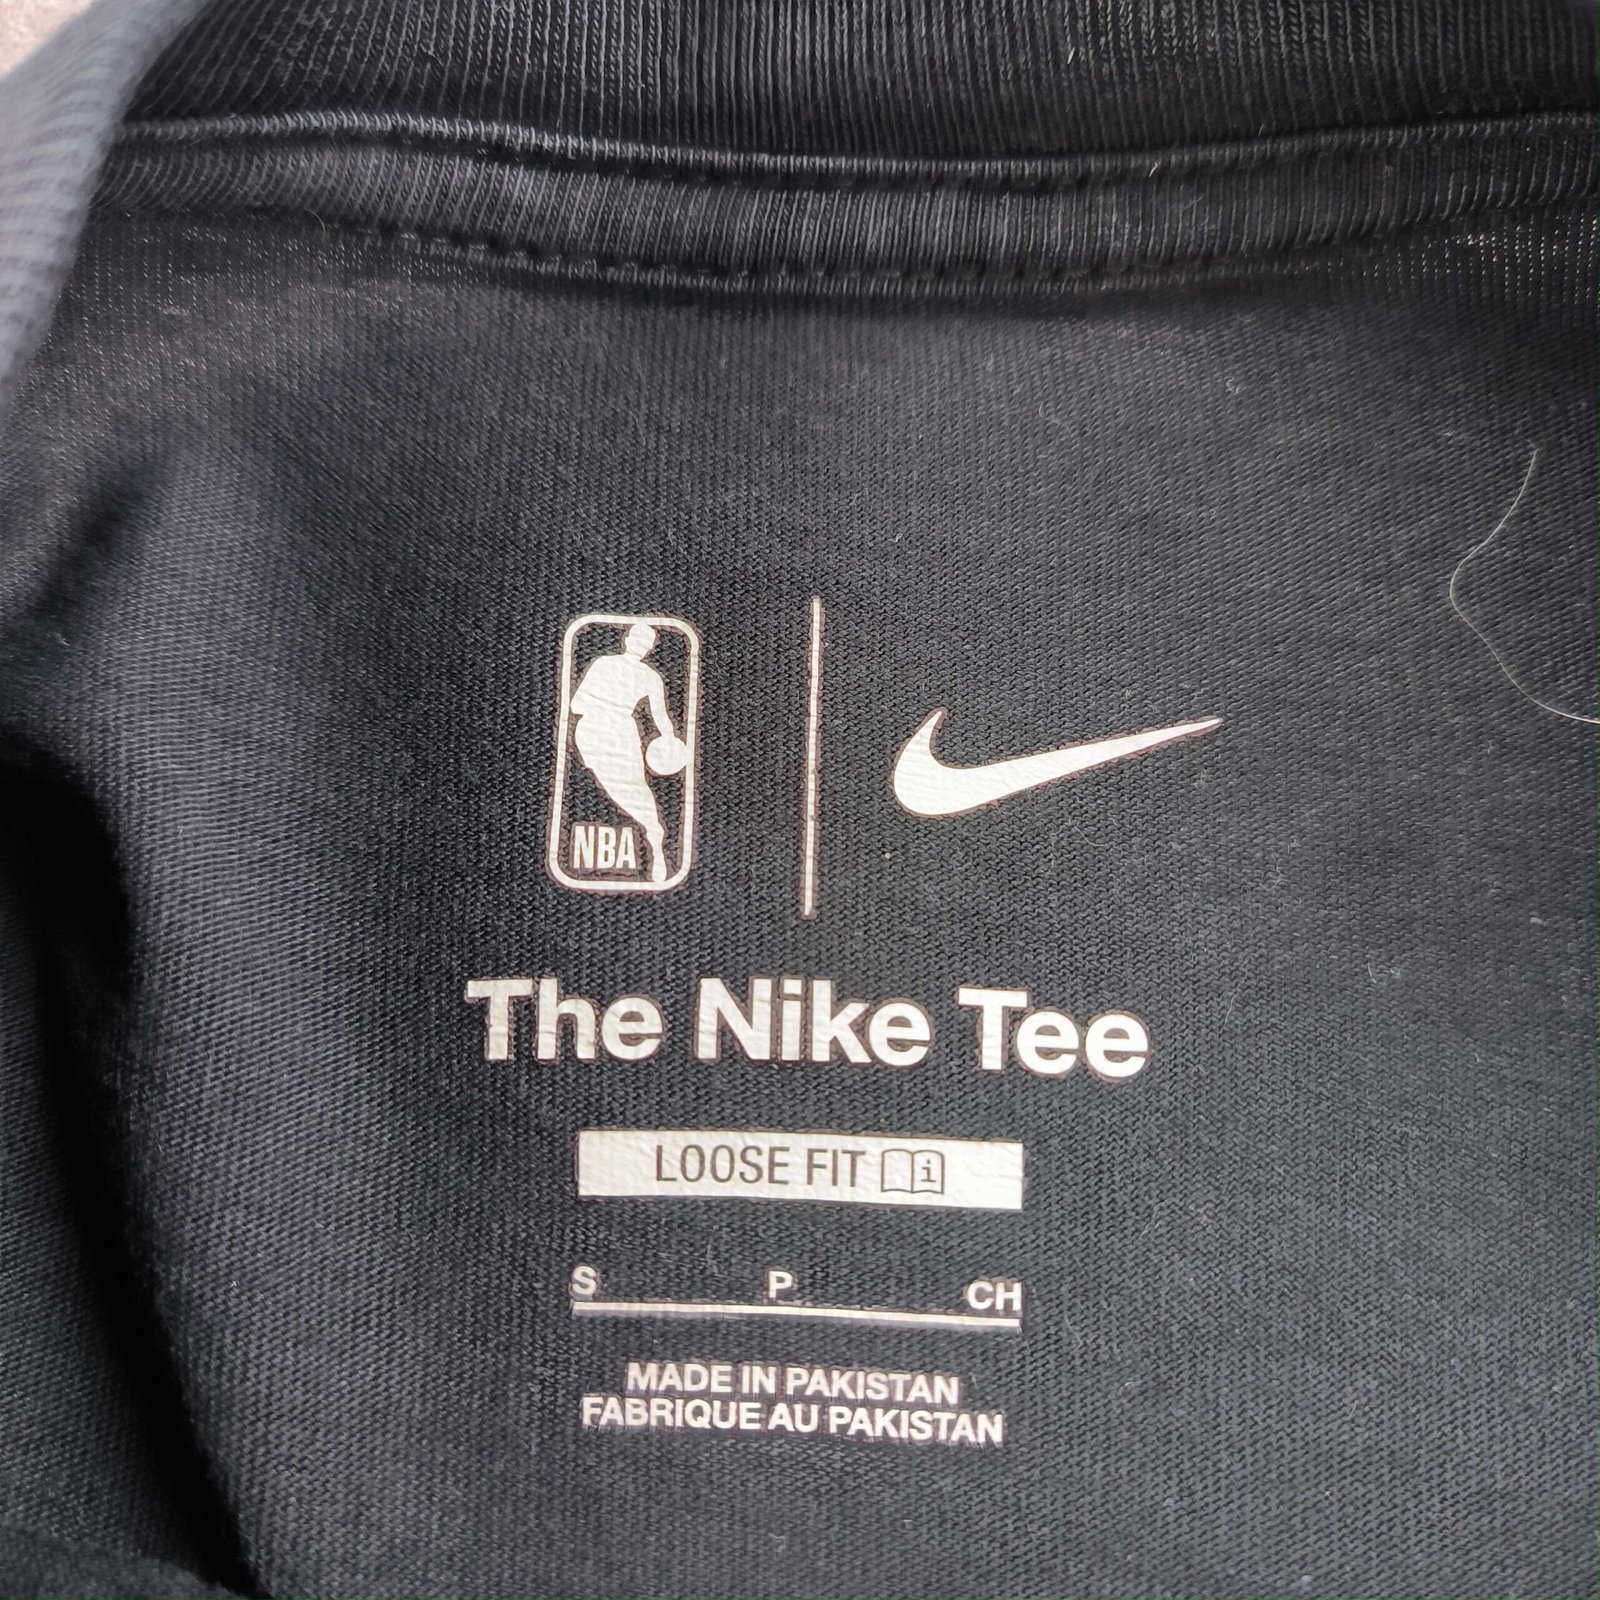 NBA
The Nike Tee
LOOSE FIT
S P CH
MADE IN PAKISTAN
FABRIQUE AU PAKISTAN